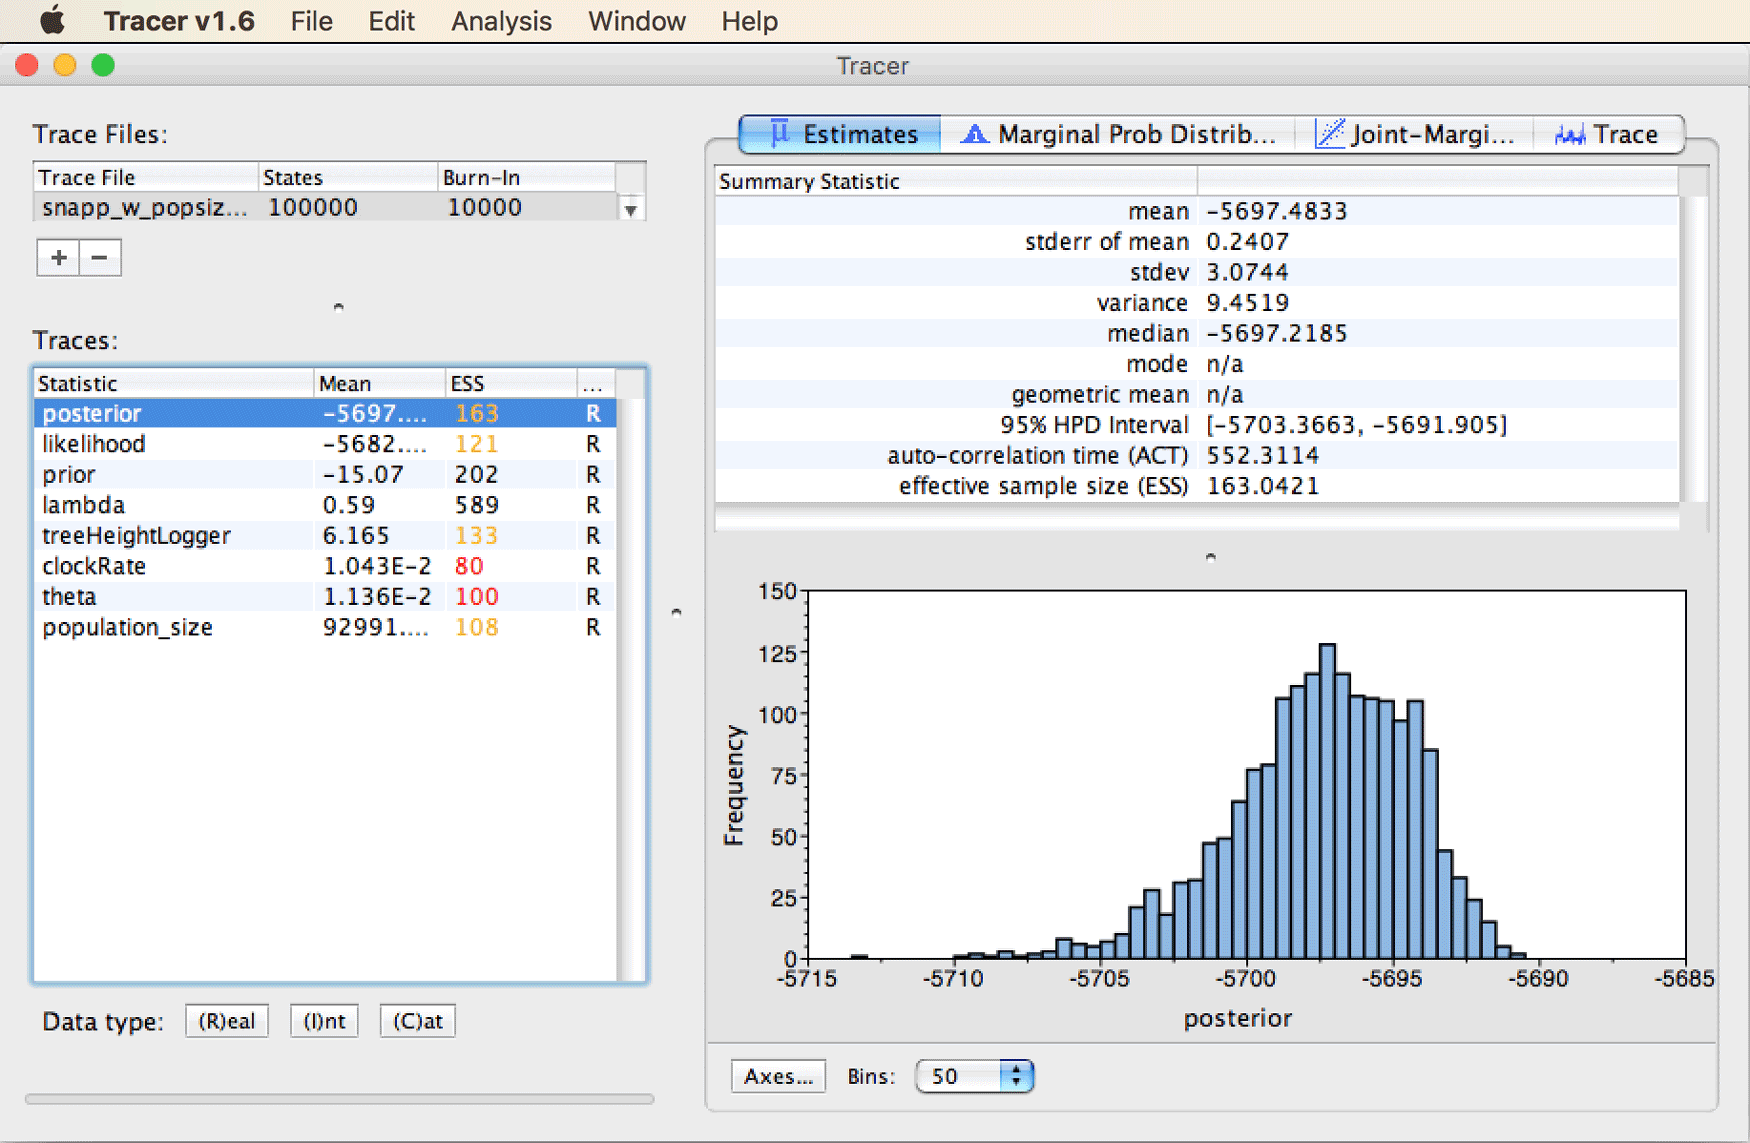 Tracer v1.6 File Edit Analysis Window Help
Tracer
Trace Files:
Trace File States Burn-In
snapp_w_popsiz... 100000 10000
+ −
Traces:
Statistic Mean ESS ...
posterior -5697.... 163 R
likelihood -5682.... 121 R
prior -15.07 202 R
lambda 0.59 589 R
treeHeightLogger 6.165 133 R
clockRate 1.043E-2 80 R
theta 1.136E-2 100 R
population_size 92991.... 108 R
Data type: (R)eal (I)nt (C)at
μ Estimates Marginal Prob Distrib... Joint-Margi... Trace
Summary Statistic
mean -5697.4833
stderr of mean 0.2407
stdev 3.0744
variance 9.4519
median -5697.2185
mode n/a
geometric mean n/a
95% HPD Interval [-5703.3663, -5691.905]
auto-correlation time (ACT) 552.3114
effective sample size (ESS) 163.0421
150
125
100
75
50
25
0
Frequency
-5715 -5710 -5705 -5700 -5695 -5690 -5685
posterior
Axes... Bins: 50